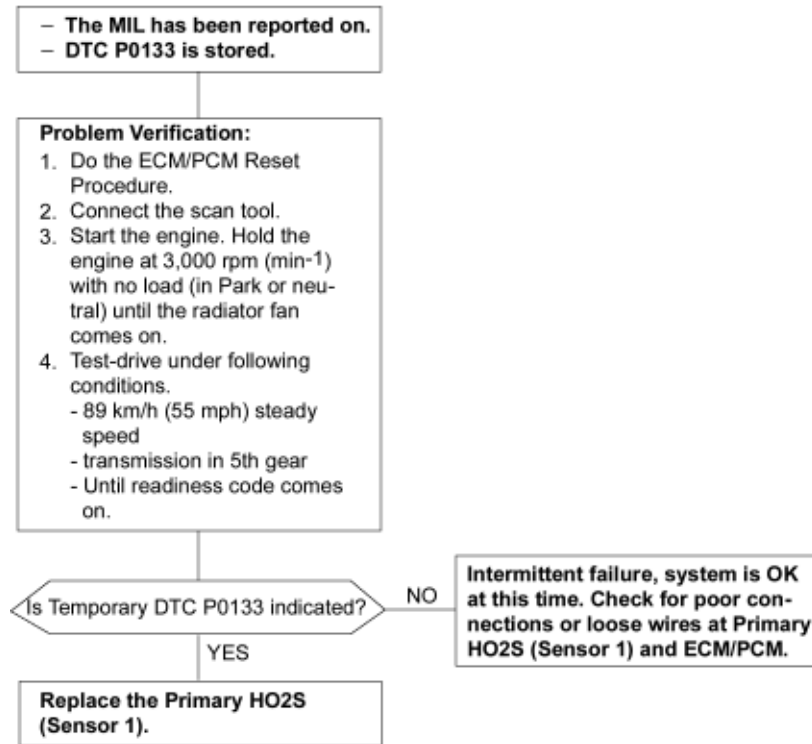 – The MIL has been reported on.
– DTC P0133 is stored.
Problem Verification:
1. Do the ECM/PCM Reset
Procedure.
2. Connect the scan tool.
3. Start the engine. Hold the
engine at 3,000 rpm (min-1)
with no load (in Park or neu-
tral) until the radiator fan
comes on.
4. Test-drive under following
conditions.
- 89 km/h (55 mph) steady
speed
- transmission in 5th gear
- Until readiness code comes
on.
Is Temporary DTC P0133 indicated?
NO
Intermittent failure, system is OK
at this time. Check for poor con-
nections or loose wires at Primary
HO2S (Sensor 1) and ECM/PCM.
YES
Replace the Primary HO2S
(Sensor 1).